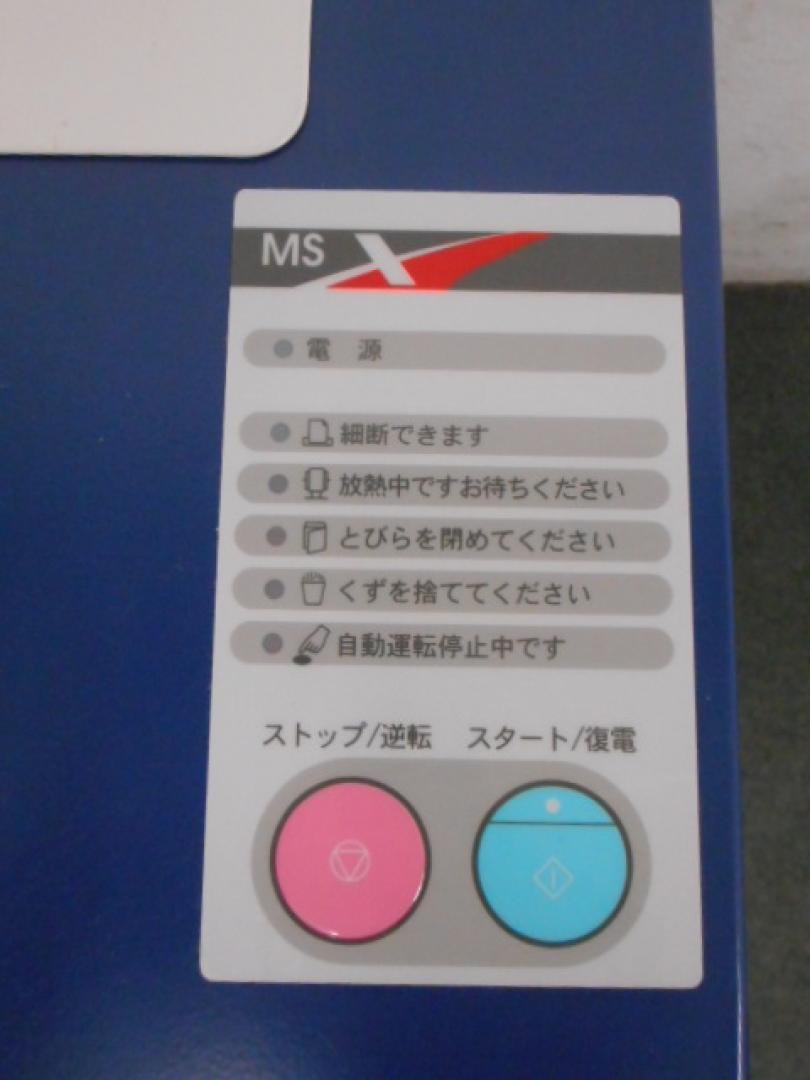 MS X
電 源
細断できます
放熱中ですお待ちください
とびらを閉めてください
くずを捨ててください
自動運転停止中です
ストップ/逆転 スタート/復電